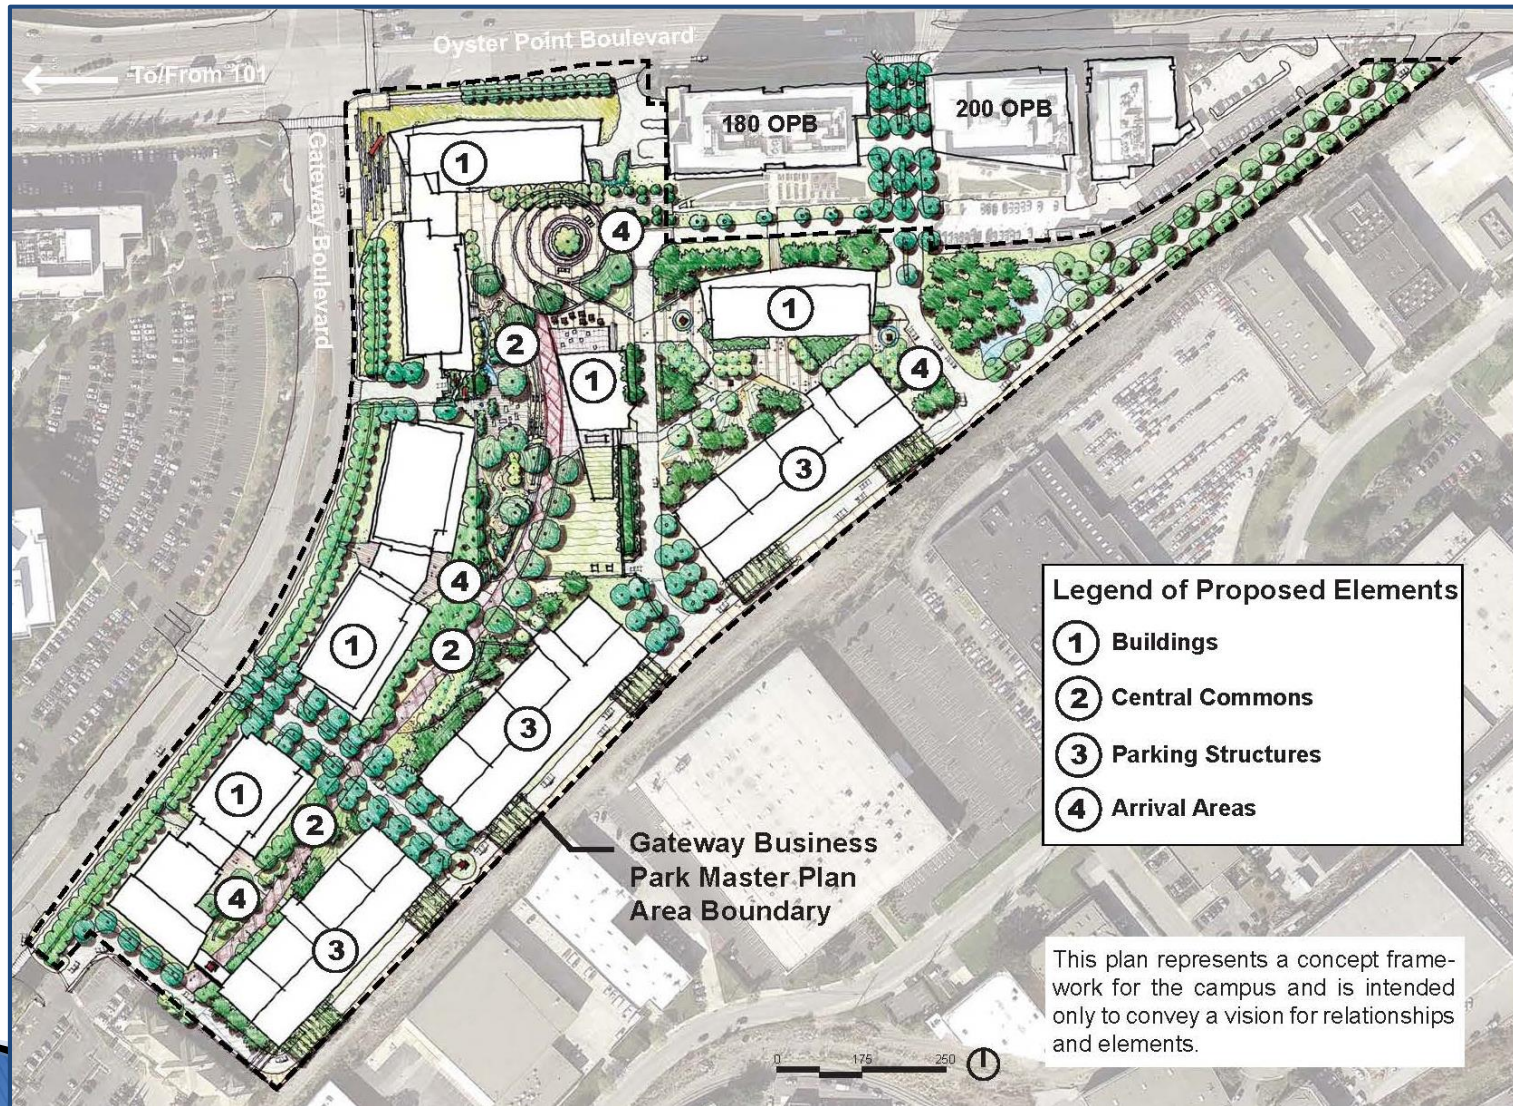 Oyster Point Boulevard
To/From 101
Gateway Boulevard
180 OPB
200 OPB
1
4
1
2
1
4
3
4
1
2
3
1
2
4
3
Legend of Proposed Elements
1 Buildings
2 Central Commons
3 Parking Structures
4 Arrival Areas
Gateway Business
Park Master Plan
Area Boundary
This plan represents a concept frame-
work for the campus and is intended
only to convey a vision for relationships
and elements.
0 175 250